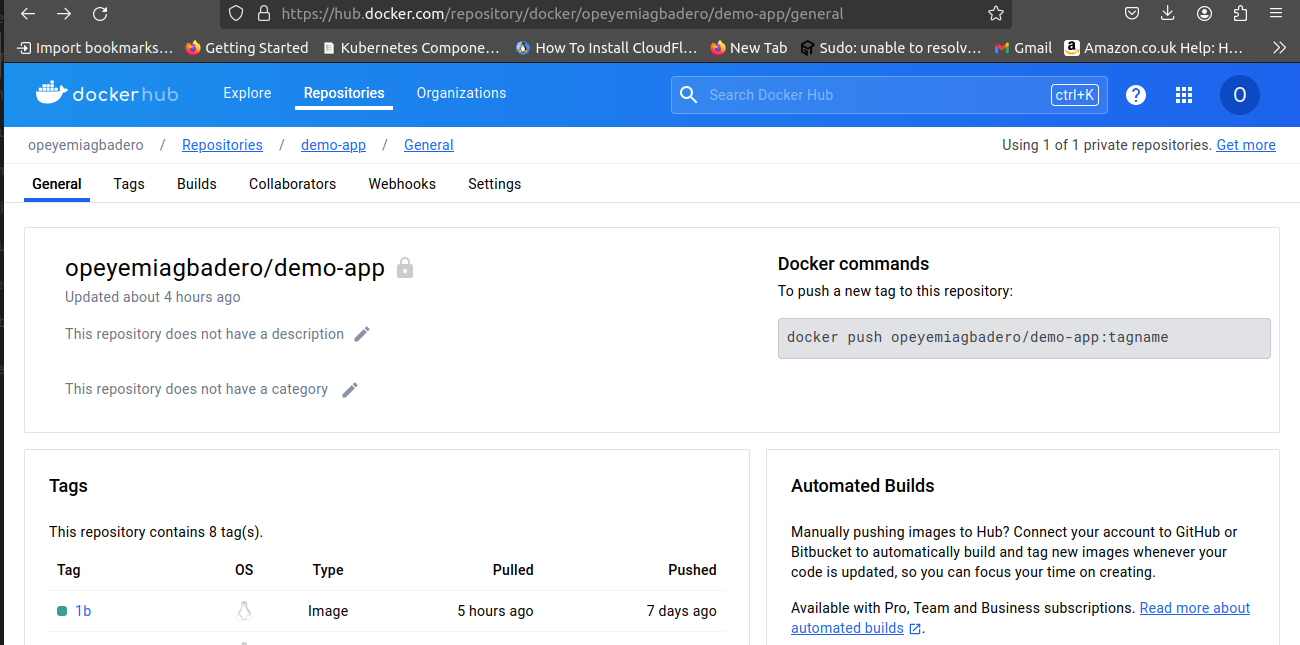 https://hub.docker.com/repository/docker/opeyemiagbadero/demo-app/general
Import bookmarks... Getting Started Kubernetes Compone... How To Install CloudFl... New Tab Sudo: unable to resolv... Gmail Amazon.co.uk Help: H...
dockerhub Explore Repositories Organizations Search Docker Hub ctrl+K ? O
opeyemiagbadero / Repositories / demo-app / General Using 1 of 1 private repositories. Get more
General Tags Builds Collaborators Webhooks Settings
opeyemiagbadero/demo-app
Updated about 4 hours ago
This repository does not have a description
This repository does not have a category
Docker commands
To push a new tag to this repository:
docker push opeyemiagbadero/demo-app:tagname
Tags
This repository contains 8 tag(s).
Tag OS Type Pulled Pushed
1b Image 5 hours ago 7 days ago
Automated Builds
Manually pushing images to Hub? Connect your account to GitHub or
Bitbucket to automatically build and tag new images whenever your
code is updated, so you can focus your time on creating.
Available with Pro, Team and Business subscriptions. Read more about
automated builds .